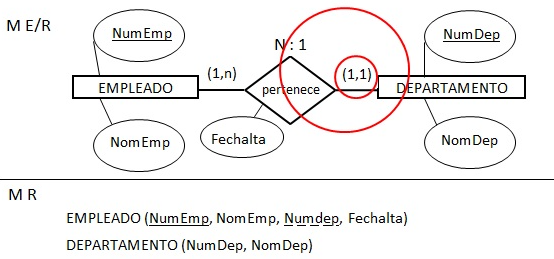 M E/R
NumEmp
N : 1
NumDep
EMPLEADO
(1,n)
pertenece
(1,1)
DEPARTAMENTO
NomEmp
Fechalta
NomDep
M R
EMPLEADO (NumEmp, NomEmp, Numdep, Fechalta)
DEPARTAMENTO (NumDep, NomDep)